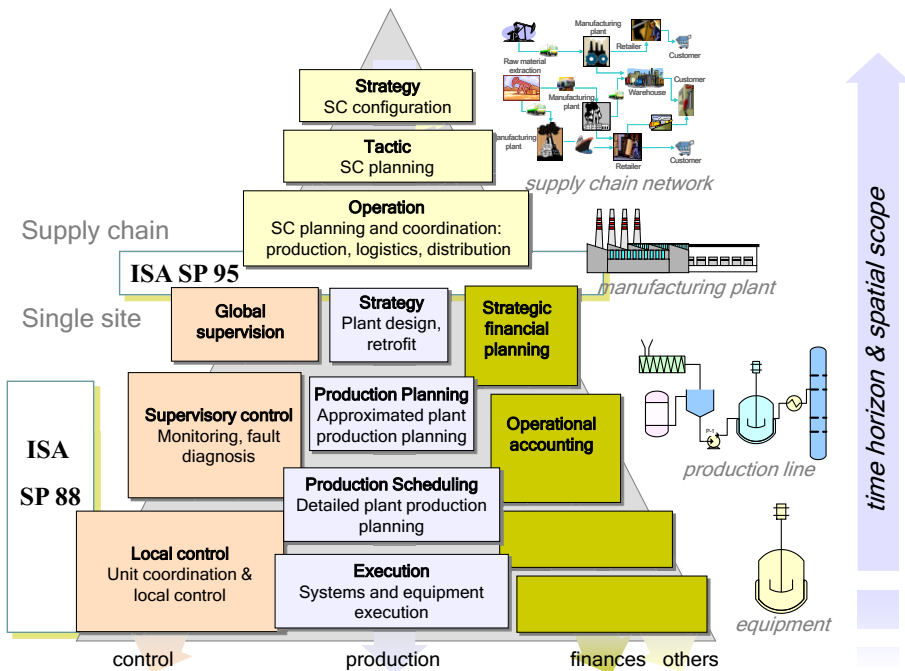 Strategy
SC configuration
Tactic
SC planning
Operation
SC planning and coordination:
production, logistics, distribution
Manufacturing
plant
Retailer
Customer
Raw material
extraction
Manufacturing
plant
Warehouse
Customer
anufacturing
plant
Retailer
Customer
supply chain network
Supply chain
ISA SP 95
manufacturing plant
Single site
Global
supervision
Strategy
Plant design,
retrofit
Strategic
financial
planning
Supervisory control
Monitoring, fault
diagnosis
Production Planning
Approximated plant
production planning
Operational
accounting
P-1
production line
ISA
SP 88
Production Scheduling
Detailed plant production
planning
Local control
Unit coordination &
local control
Execution
Systems and equipment
execution
equipment
control
production
finances
others
time horizon & spatial scope